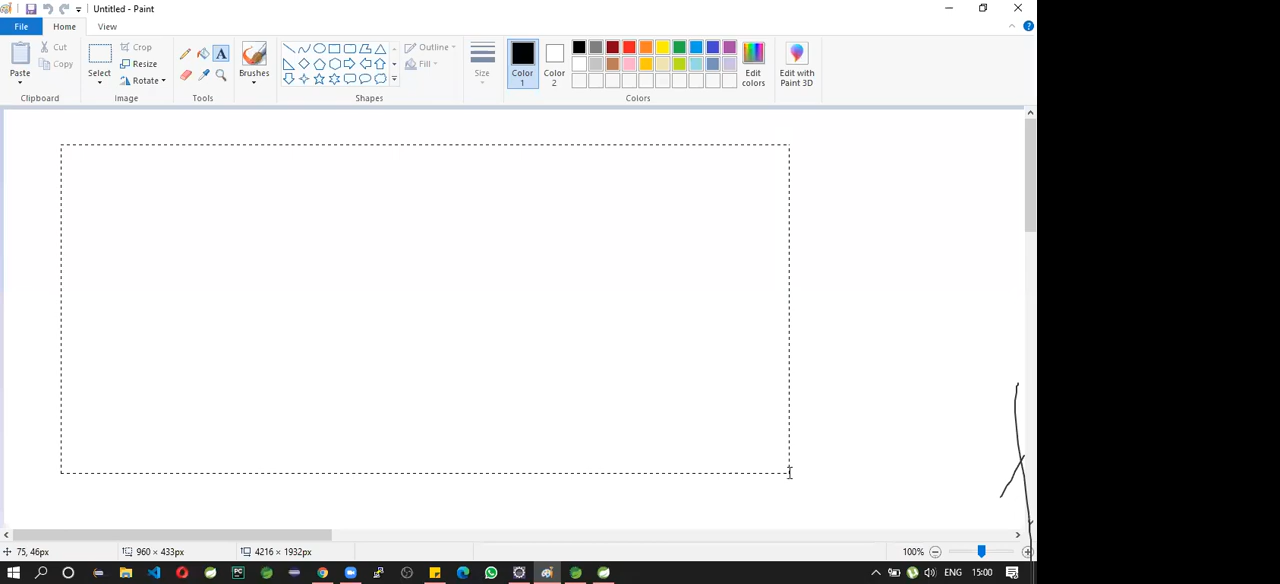 Untitled - Paint
File Home View
Paste
Cut
Copy
Clipboard
Select
Crop
Resize
Rotate
Image
A
Tools
Brushes
Outline
Fill
Shapes
Size
Color 1
Color 2
Edit colors
Colors
Edit with Paint 3D
75, 46px 960 × 433px 4216 × 1932px 100%
PC ENG 15:00